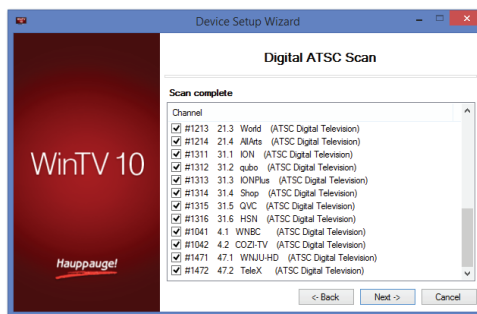 Device Setup Wizard
Digital ATSC Scan
Scan complete
Channel
#1213 21.3 World (ATSC Digital Television)
#1214 21.4 AllArts (ATSC Digital Television)
#1311 31.1 ION (ATSC Digital Television)
#1312 31.2 qubo (ATSC Digital Television)
#1313 31.3 IONPlus (ATSC Digital Television)
#1314 31.4 Shop (ATSC Digital Television)
#1315 31.5 QVC (ATSC Digital Television)
#1316 31.6 HSN (ATSC Digital Television)
#1041 4.1 WNBC (ATSC Digital Television)
#1042 4.2 COZI-TV (ATSC Digital Television)
#1471 47.1 WNJU-HD (ATSC Digital Television)
#1472 47.2 TeleX (ATSC Digital Television)
WinTV 10
Hauppauge!
<- Back Next -> Cancel